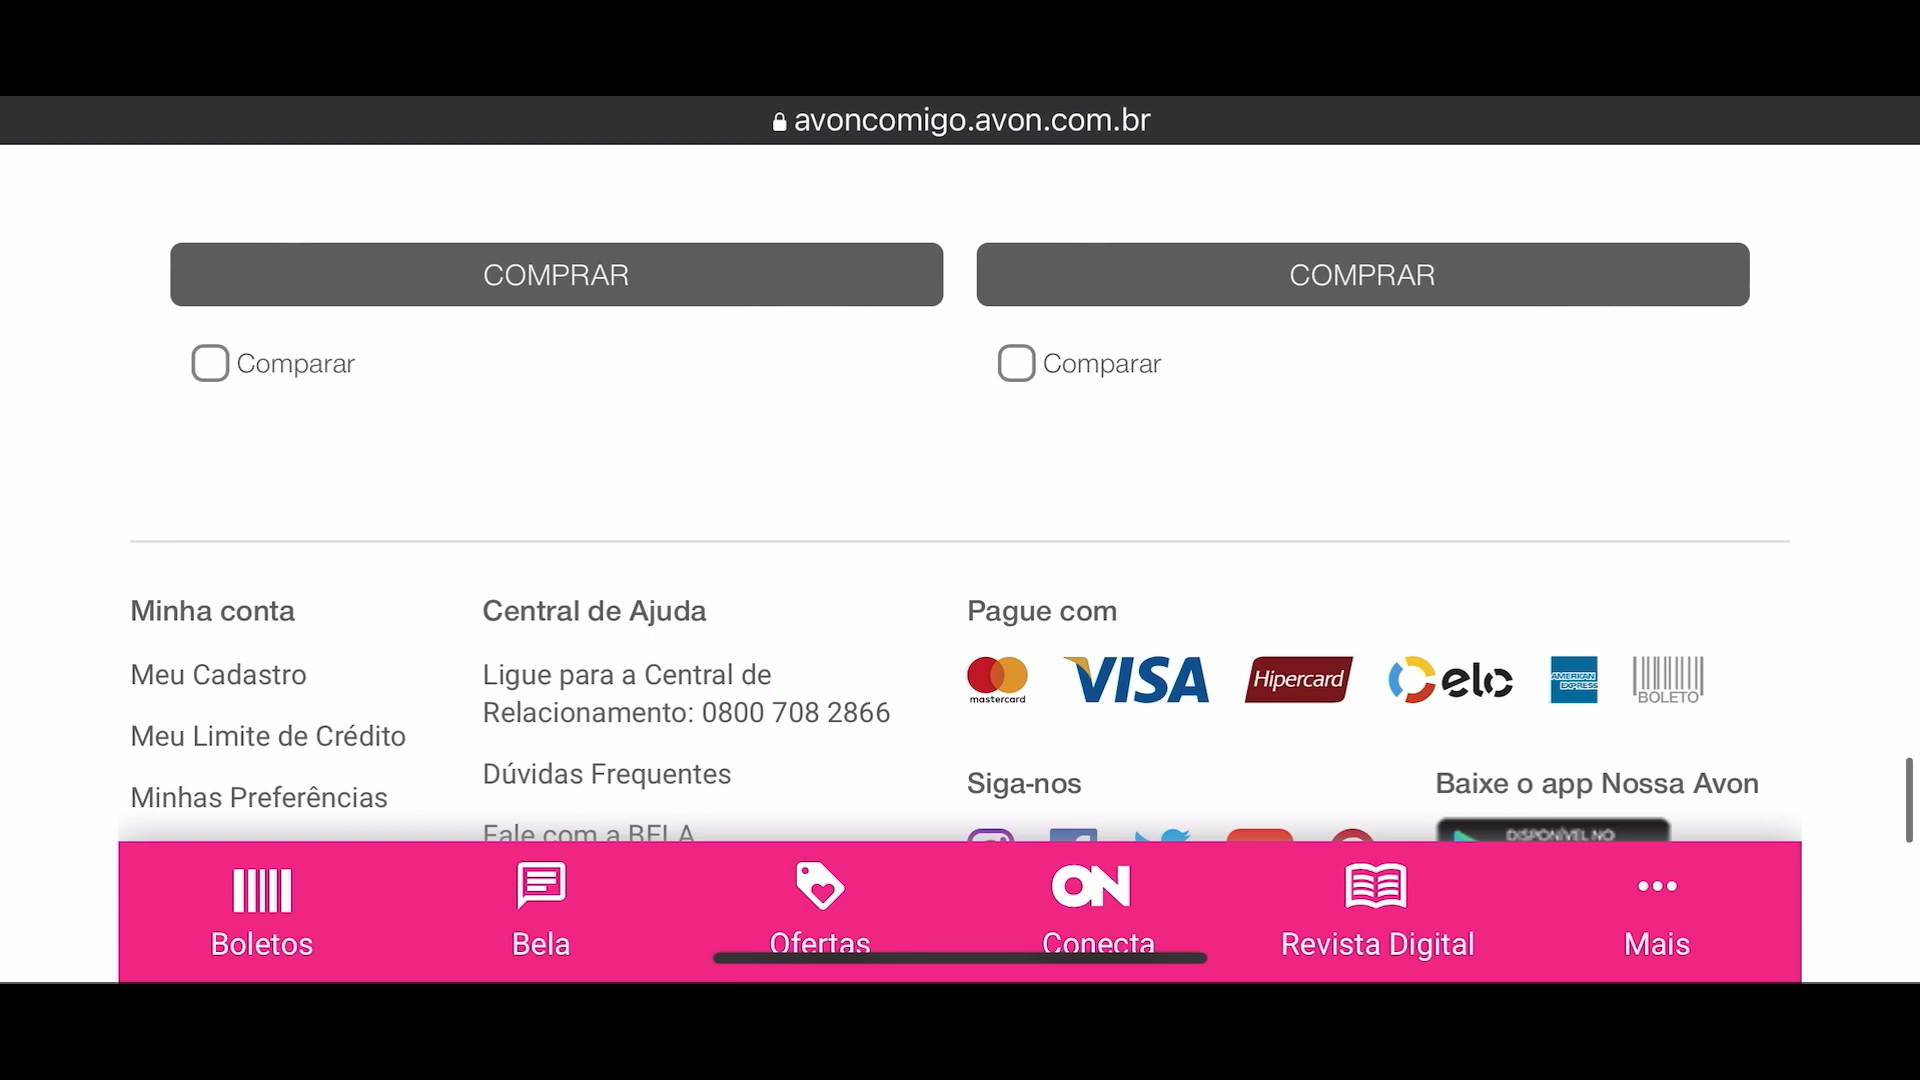 avoncomigo.avon.com.br
COMPRAR
COMPRAR
Comparar
Comparar
Minha conta
Meu Cadastro
Meu Limite de Crédito
Minhas Preferências
Central de Ajuda
Ligue para a Central de
Relacionamento: 0800 708 2866
Dúvidas Frequentes
Fale com a BELA
Pague com
mastercard
VISA
Hipercard
elo
AMERICAN
EXPRESS
BOLETO
Siga-nos
Baixe o app Nossa Avon
DISPONÍVEL NO
Boletos
Bela
Ofertas
ON
Conecta
Revista Digital
Mais